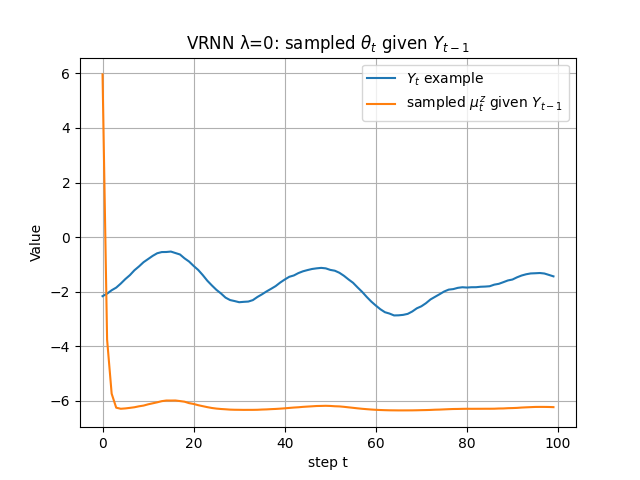 VRNN λ=0: sampled θ_t given Y_{t−1}
Y_t example
sampled μ_t^z given Y_{t−1}
Value
6
4
2
0
−2
−4
−6
0
20
40
60
80
100
step t